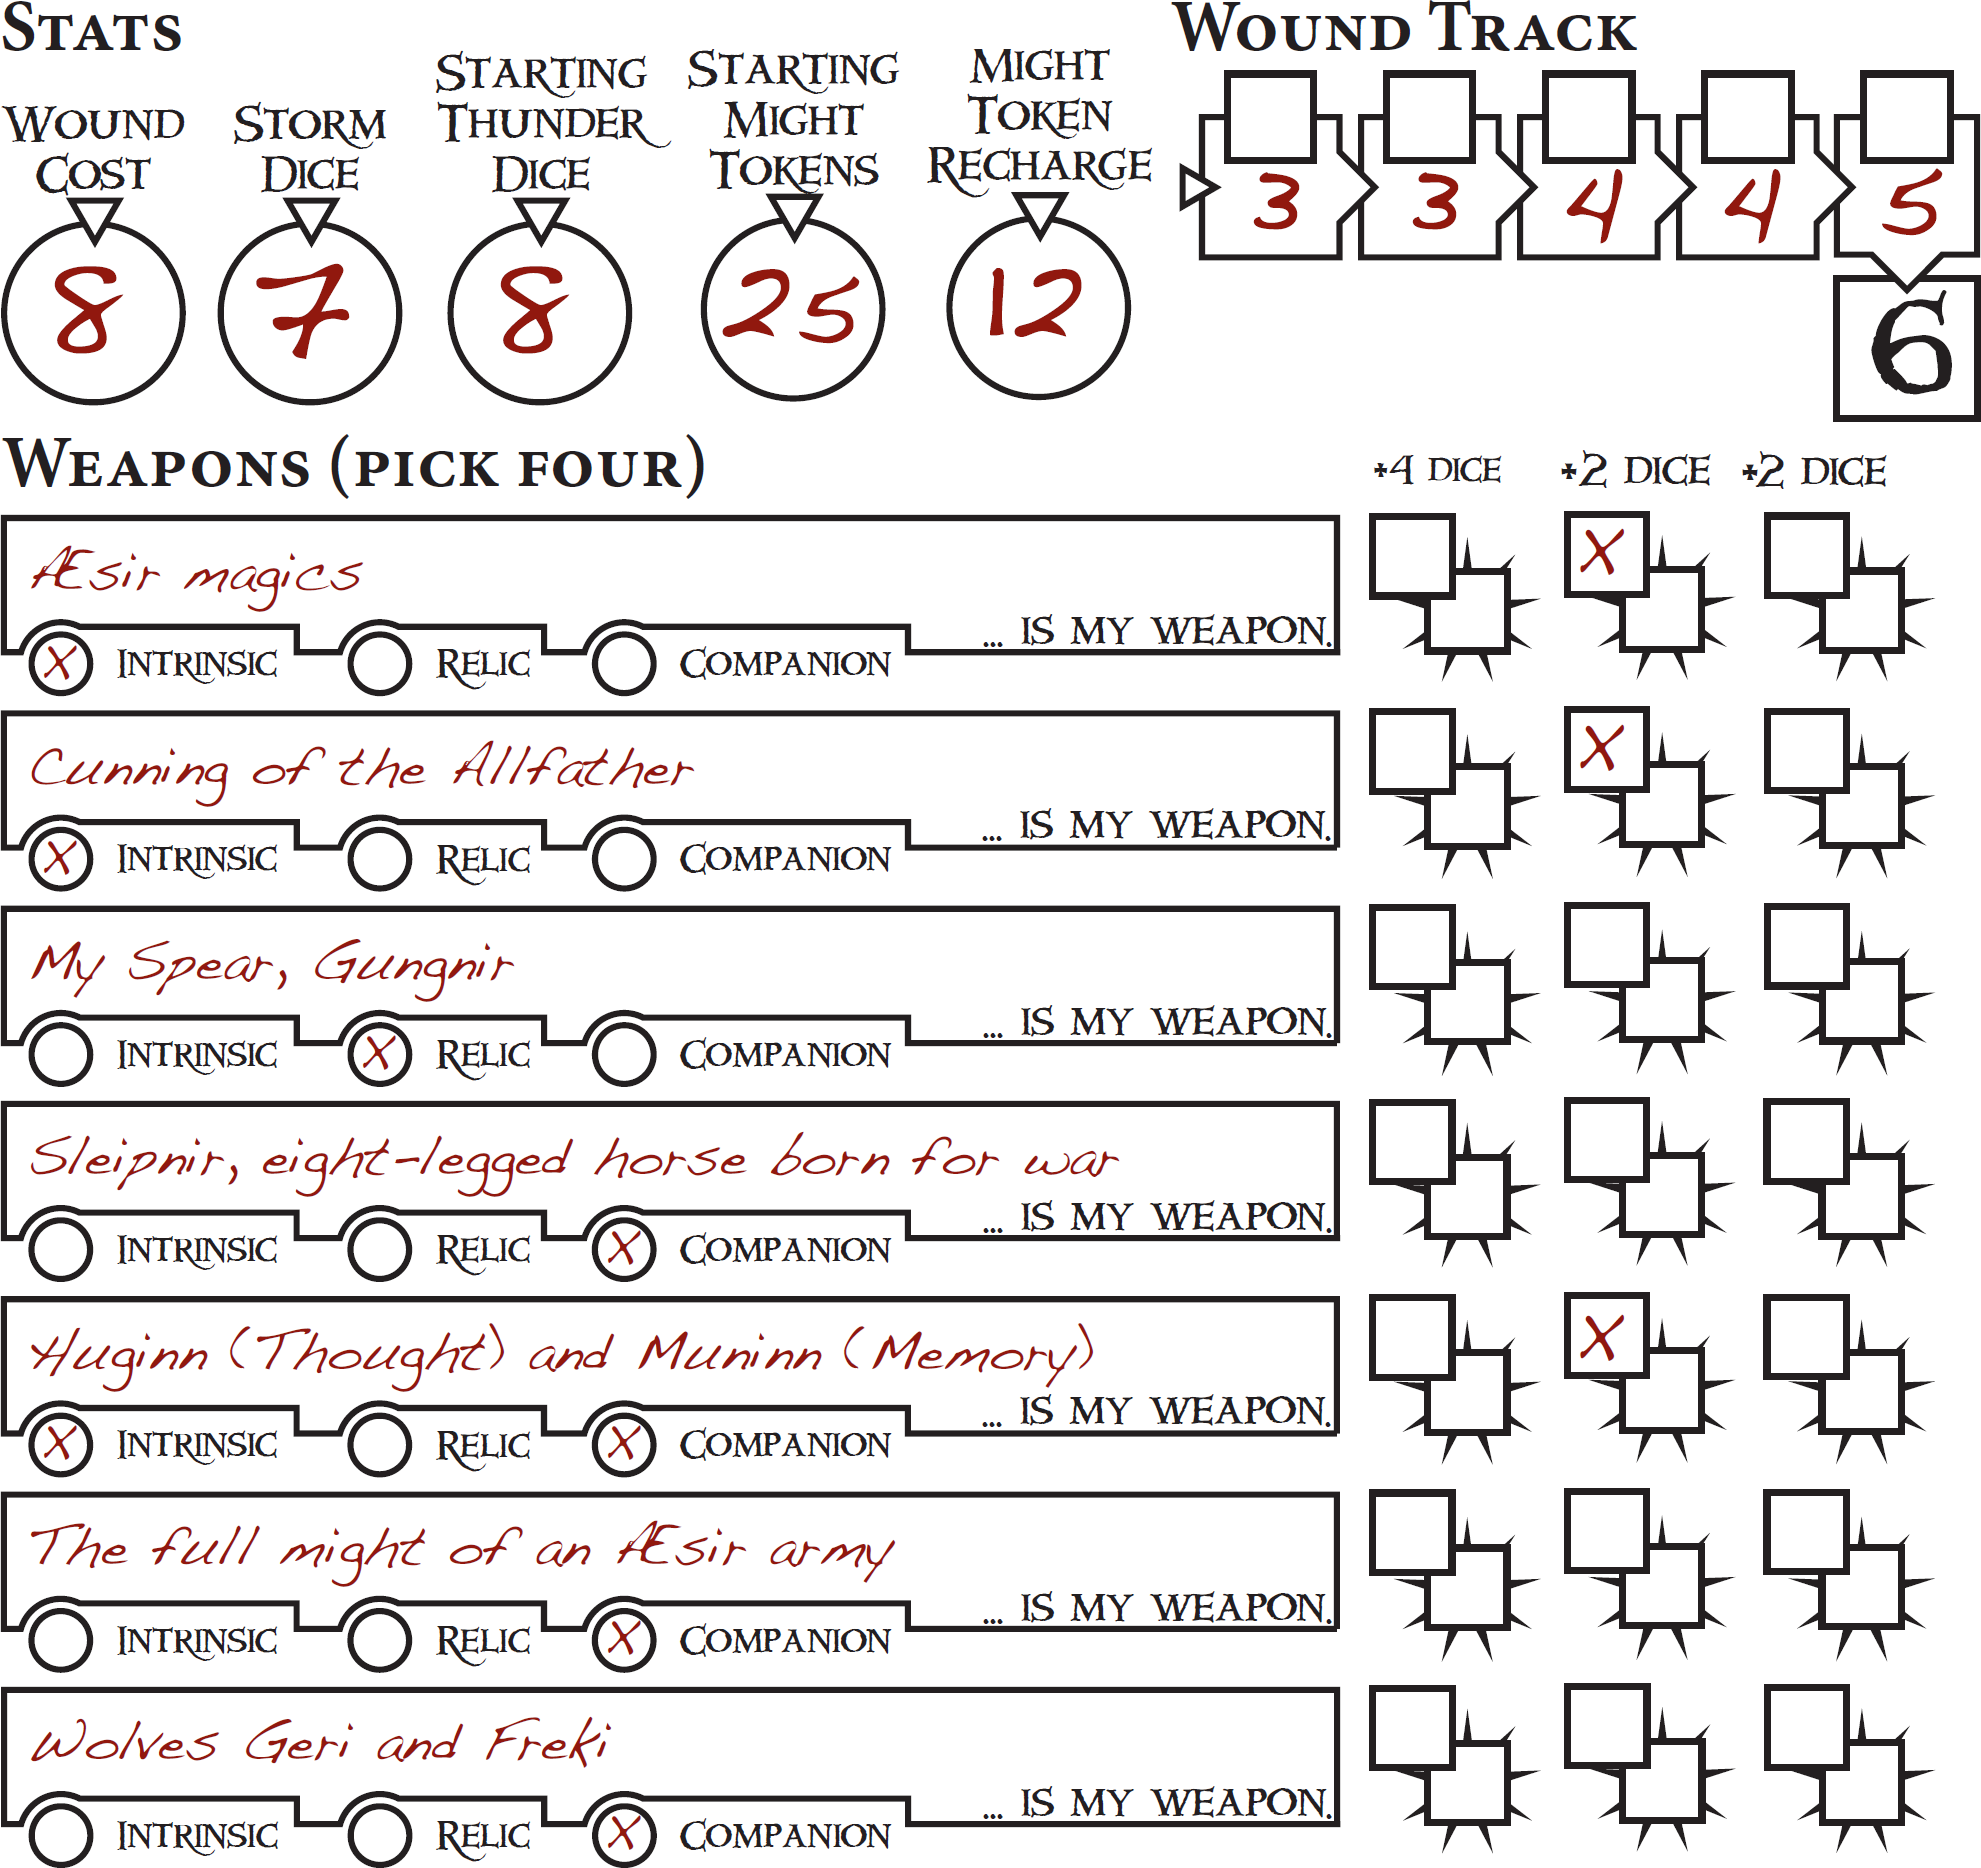 Stats
Wound Cost
Storm Dice
Starting Thunder Dice
Starting Might Tokens
Might Token Recharge
8 7 8 25 12
Wound Track
3 3 4 4 5
6
Weapons (pick four)
+4 dice +2 dice +2 dice
Æsir magics
... is my weapon.
X Intrinsic Relic Companion
X
Cunning of the Allfather
... is my weapon.
X Intrinsic Relic Companion
X
My Spear, Gungnir
... is my weapon.
Intrinsic X Relic Companion
Sleipnir, eight-legged horse born for war
... is my weapon.
Intrinsic Relic X Companion
Huginn (Thought) and Muninn (Memory)
... is my weapon.
X Intrinsic Relic X Companion
X
The full might of an Æsir army
... is my weapon.
Intrinsic Relic X Companion
Wolves Geri and Freki
... is my weapon.
Intrinsic Relic X Companion